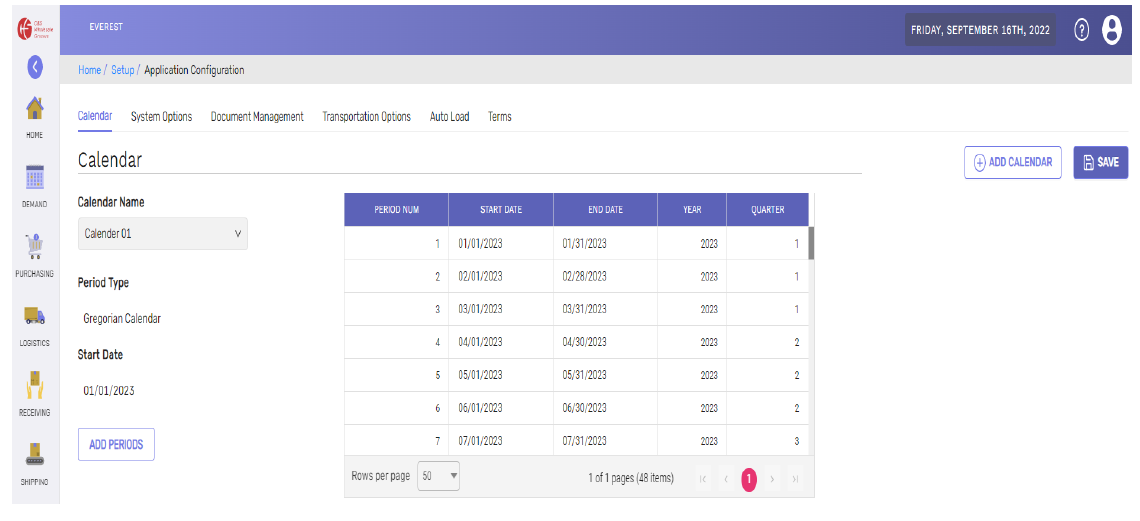 C&S
Wholesale
Grocers
EVEREST
FRIDAY, SEPTEMBER 16TH, 2022
?
Home / Setup / Application Configuration
HOME
DEMAND
PURCHASING
LOGISTICS
RECEIVING
SHIPPING
Calendar System Options Document Management Transportation Options Auto Load Terms
Calendar
ADD CALENDAR SAVE
Calendar Name
Calender 01
Period Type
Gregorian Calendar
Start Date
01/01/2023
ADD PERIODS
PERIOD NUM START DATE END DATE YEAR QUARTER
1 01/01/2023 01/31/2023 2023 1
2 02/01/2023 02/28/2023 2023 1
3 03/01/2023 03/31/2023 2023 1
4 04/01/2023 04/30/2023 2023 2
5 05/01/2023 05/31/2023 2023 2
6 06/01/2023 06/30/2023 2023 2
7 07/01/2023 07/31/2023 2023 3
Rows per page 50 1 of 1 pages (48 items) 1